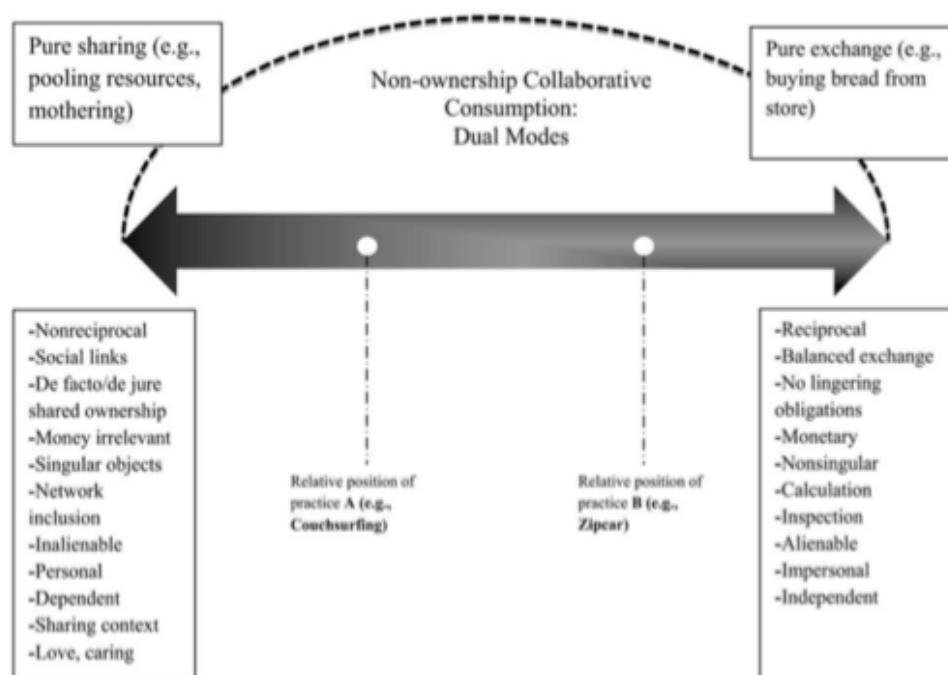 Pure sharing (e.g.,
pooling resources,
mothering)
Non-ownership Collaborative
Consumption:
Dual Modes
Pure exchange (e.g.,
buying bread from
store)
-Nonreciprocal
-Social links
-De facto/de jure
shared ownership
-Money irrelevant
-Singular objects
-Network
inclusion
-Inalienable
-Personal
-Dependent
-Sharing context
-Love, caring
Relative position of
practice A (e.g.,
Couchsurfing)
Relative position of
practice B (e.g.,
Zipcar)
-Reciprocal
-Balanced exchange
-No lingering
obligations
-Monetary
-Nonsingular
-Calculation
-Inspection
-Alienable
-Impersonal
-Independent